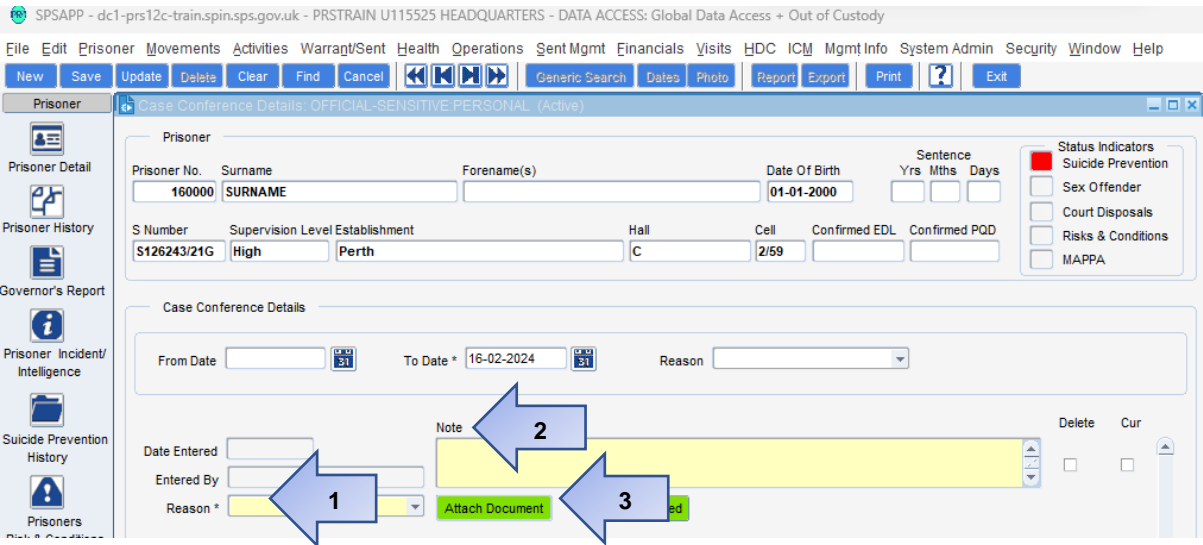 PR1 SPSAPP - dc1-prs12c-train.spin.sps.gov.uk - PRSTRAIN U115525 HEADQUARTERS - DATA ACCESS: Global Data Access + Out of Custody
File Edit Prisoner Movements Activities Warrant/Sent Health Operations Sent Mgmt Financials Visits HDC ICM Mgmt Info System Admin Security Window Help
New Save Update Delete Clear Find Cancel Generic Search Dates Photo Report Export Print ? Exit
Prisoner
Case Conference Details: OFFICIAL-SENSITIVE:PERSONAL (Active)
Prisoner Detail
Prisoner History
Governor's Report
Prisoner Incident/
Intelligence
Suicide Prevention
History
Prisoners
Risk & Conditions
Prisoner
Prisoner No. Surname Forename(s) Date Of Birth Sentence
Yrs Mths Days
160000 SURNAME 01-01-2000
S Number Supervision Level Establishment Hall Cell Confirmed EDL Confirmed PQD
S126243/21G High Perth C 2/59
Status Indicators
Suicide Prevention
Sex Offender
Court Disposals
Risks & Conditions
MAPPA
Case Conference Details
From Date 31 To Date * 16-02-2024 31 Reason
Note 2 Delete Cur
Date Entered
Entered By
Reason * 1 Attach Document 3